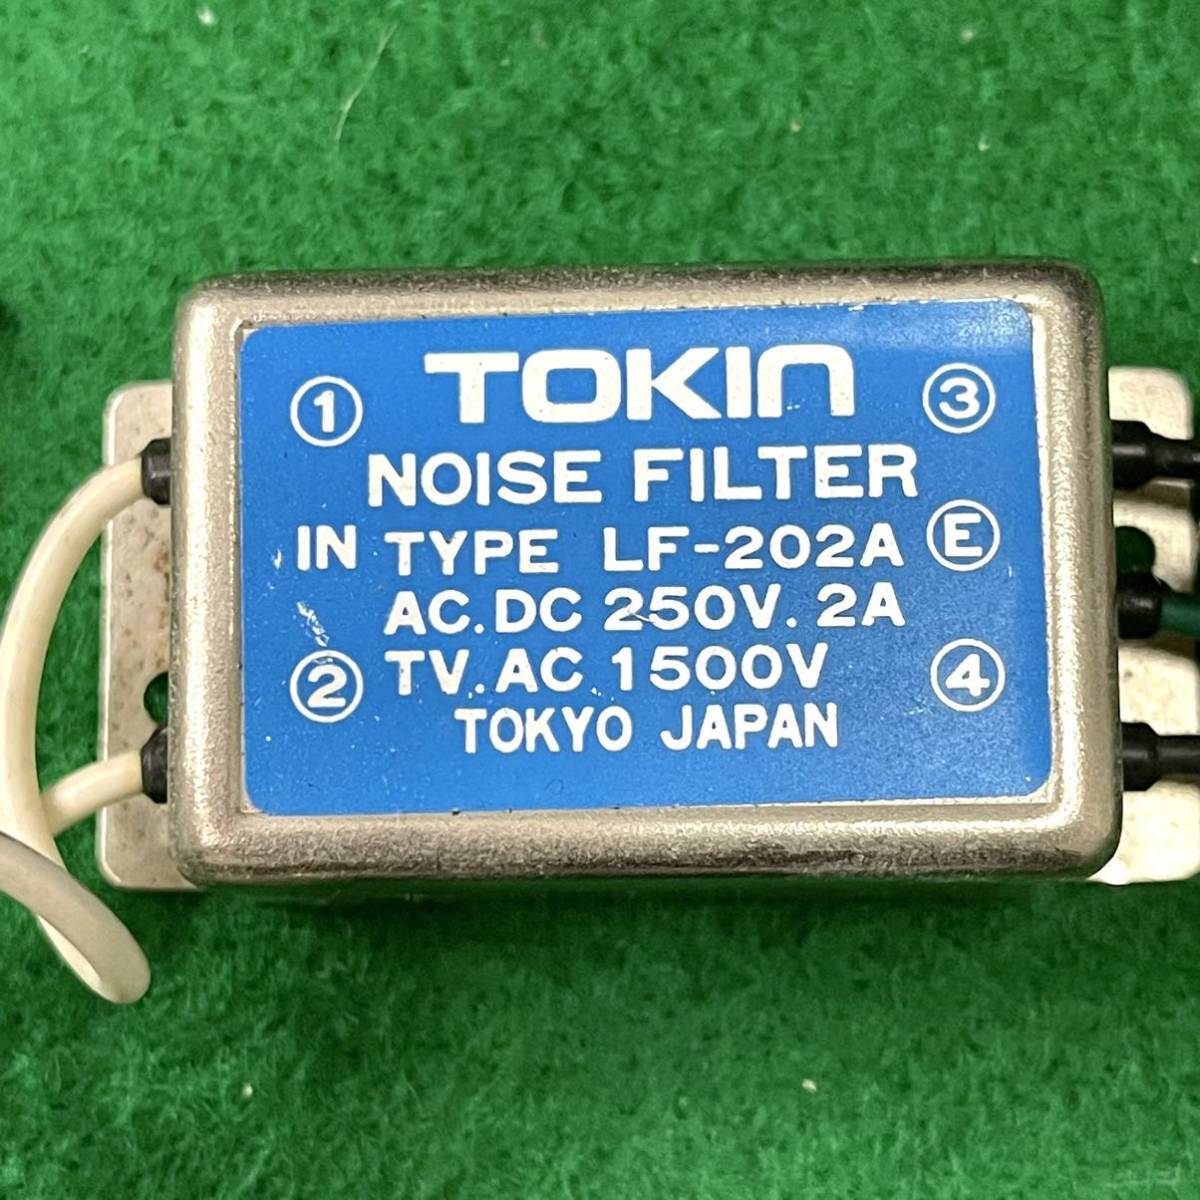 ① TOKIN ③
NOISE FILTER
IN TYPE LF-202A Ⓔ
AC.DC 250V. 2A
② TV. AC 1500V ④
TOKYO JAPAN